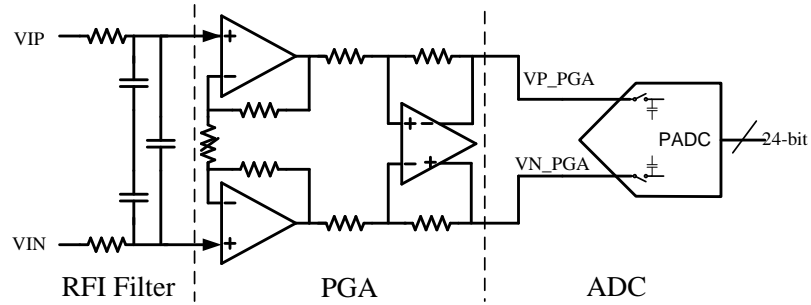 VIP
VP_PGA
PADC
24-bit
VN_PGA
VIN
RFI Filter
PGA
ADC